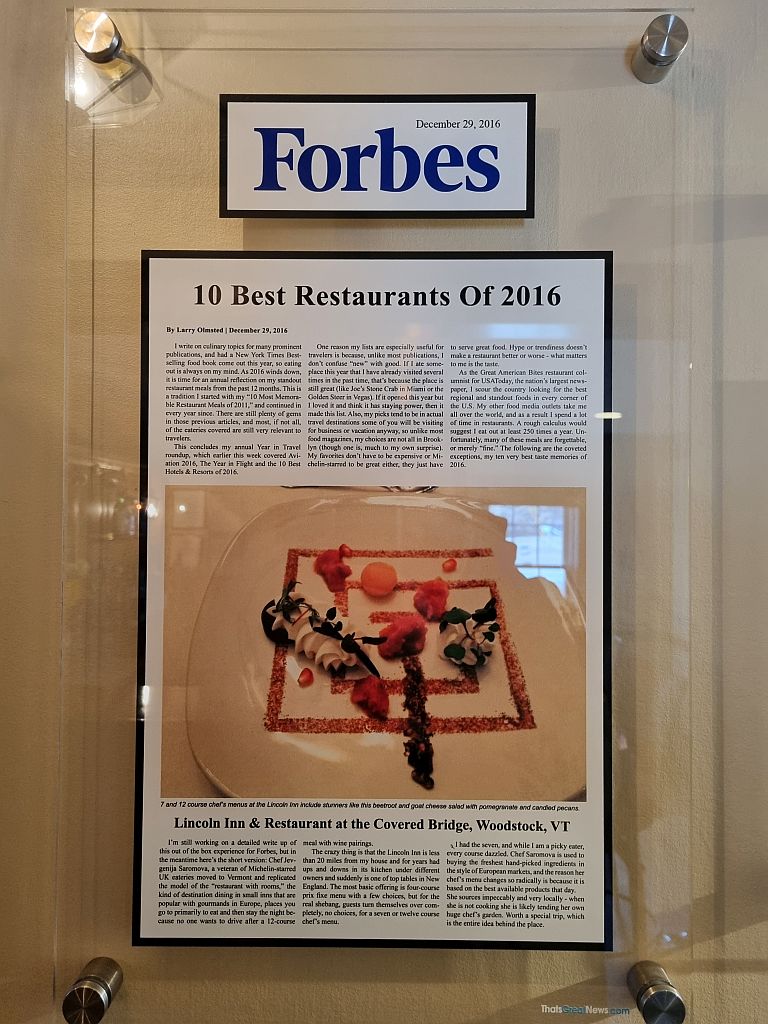 December 29, 2016
Forbes
10 Best Restaurants Of 2016
By Larry Olmsted | December 29, 2016
I write on culinary topics for many prominent
publications, and had a New York Times Best-
selling food book come out this year, so eating
out is always on my mind. As 2016 winds down,
it is time for an annual reflection on my standout
restaurant meals from the past 12 months. This is
a tradition I started with my "10 Most Memora-
ble Restaurant Meals of 2011," and continued in
every year since. There are still plenty of gems
in those previous articles, and most, if not all,
of the eateries covered are still very relevant to
travelers.
This concludes my annual Year in Travel
roundup, which earlier this week covered Avi-
ation 2016, The Year in Flight and the 10 Best
Hotels & Resorts of 2016.
One reason my lists are especially useful for
travelers is because, unlike most publications, I
don't confuse "new" with good. If I ate some-
place this year that I have already visited several
times in the past time, that's because the place is
still great (like Joe's Stone Crab in Miami or the
Golden Steer in Vegas). If it opened this year but
I loved it and think it has staying power, then it
made this list. Also, my picks tend to be in actual
travel destinations some of you will be visiting
for business or vacation anyway, so unlike most
food magazines, my choices are not all in Brook-
lyn (though one is, much to my own surprise).
My favorites don't have to be expensive or Mi-
chelin-starred to be great either, they just have
to serve great food. Hype or trendiness doesn't
make a restaurant better or worse - what matters
to me is the taste.
As the Great American Bites restaurant col-
umnist for USAToday, the nation's largest news-
paper, I scour the country looking for the best
regional and standout foods in every corner of
the U.S. My other food media outlets take me
all over the world, and as a result I spend a lot
of time in restaurants. A rough calculus would
suggest I eat out at least 250 times a year. Un-
fortunately, many of these meals are forgettable,
or merely "fine." The following are the coveted
exceptions, my ten very best taste memories of
2016.
7 and 12 course chef's menus at the Lincoln Inn include stunners like this beetroot and goat cheese salad with pomegranate and candied pecans.
Lincoln Inn & Restaurant at the Covered Bridge, Woodstock, VT
I'm still working on a detailed write up of
this out of the box experience for Forbes, but in
the meantime here's the short version: Chef Jev-
genija Saromova, a veteran of Michelin-starred
UK eateries moved to Vermont and replicated
the model of the "restaurant with rooms," the
kind of destination dining in small inns that are
popular with gourmands in Europe, places you
go to primarily to eat and then stay the night be-
cause no one wants to drive after a 12-course
meal with wine pairings.
The crazy thing is that the Lincoln Inn is less
than 20 miles from my house and for years had
ups and downs in its kitchen under different
owners and suddenly is one of top tables in New
England. The most basic offering is four-course
prix fixe menu with a few choices, but for the
real shebang, guests turn themselves over com-
pletely, no choices, for a seven or twelve course
chef's menu.
I had the seven, and while I am a picky eater,
every course dazzled. Chef Saromova is used to
buying the freshest hand-picked ingredients in
the style of European markets, and the reason her
chef's menu changes so radically is because it is
based on the best available products that day.
She sources impeccably and very locally - when
she is not cooking she is likely tending her own
huge chef's garden. Worth a special trip, which
is the entire idea behind the place.
ThatsGreatNews.com